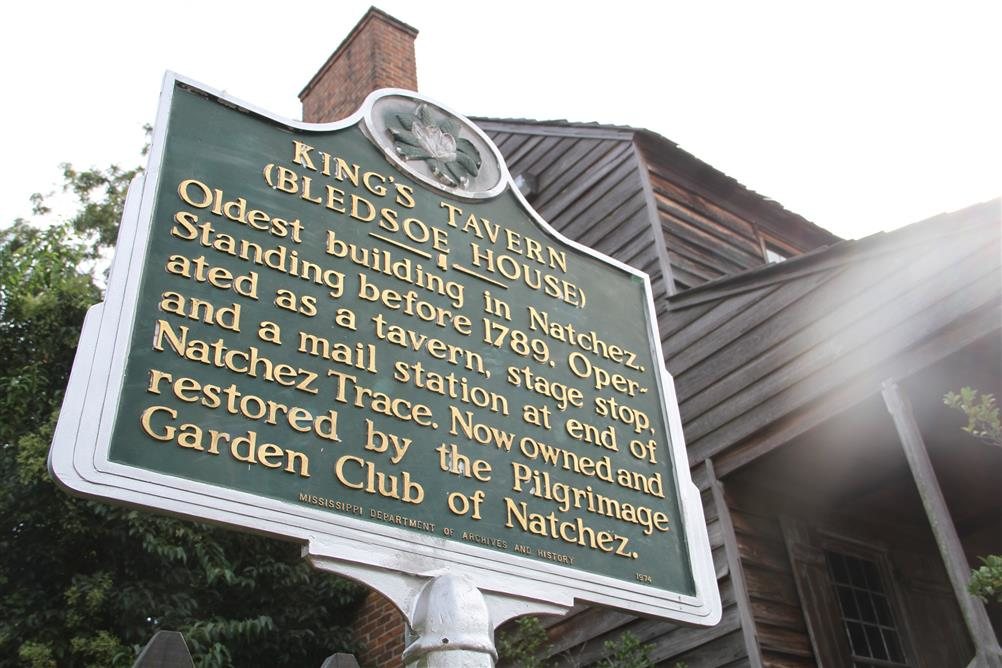 KING'S TAVERN
(BLEDSOE HOUSE)
Oldest building in Natchez.
Standing before 1789. Oper-
ated as a tavern, stage stop,
and a mail station at end of
Natchez Trace. Now owned and
restored by the Pilgrimage
Garden Club of Natchez.
MISSISSIPPI DEPARTMENT OF ARCHIVES AND HISTORY 1974